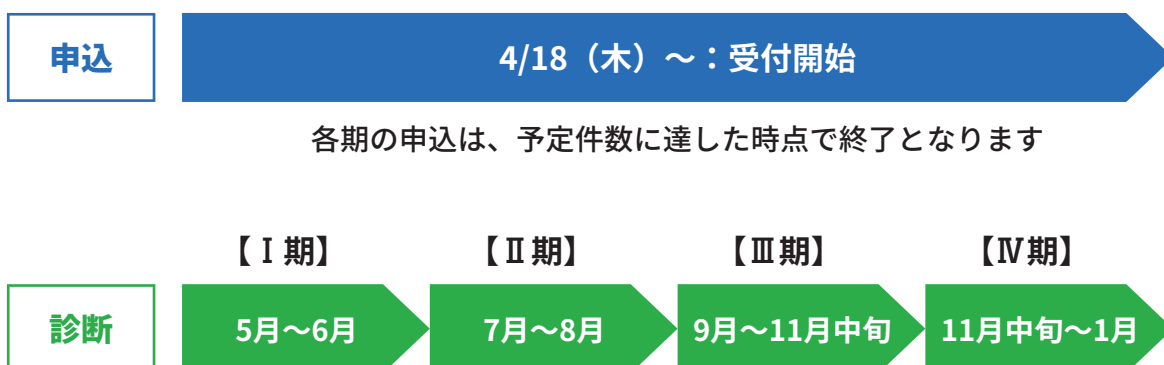 申込
4/18（木）～：受付開始
各期の申込は、予定件数に達した時点で終了となります
【Ⅰ期】
【Ⅱ期】
【Ⅲ期】
【Ⅳ期】
診断
5月～6月
7月～8月
9月～11月中旬
11月中旬～1月